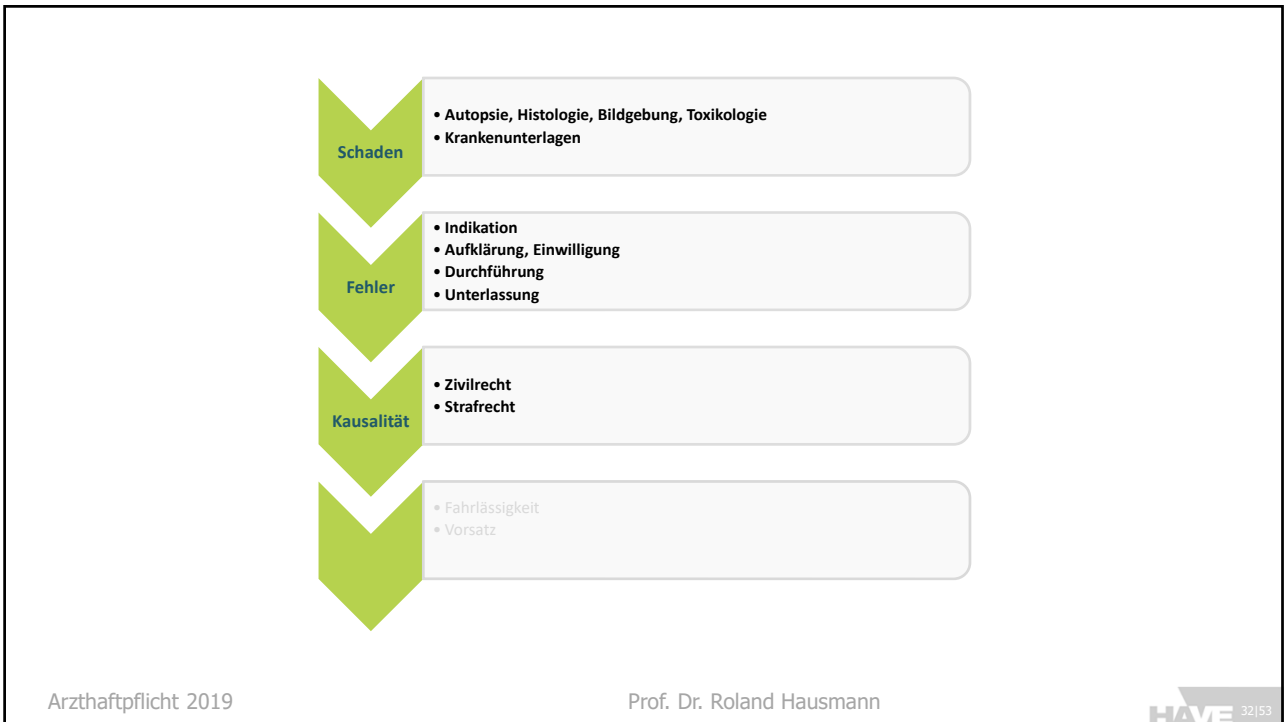 • Autopsie, Histologie, Bildgebung, Toxikologie
• Krankenunterlagen
Schaden
• Indikation
• Aufklärung, Einwilligung
• Durchführung
• Unterlassung
Fehler
• Zivilrecht
• Strafrecht
Kausalität
• Fahrlässigkeit
• Vorsatz
Arzthaftpflicht 2019
Prof. Dr. Roland Hausmann
HAVE
32|53